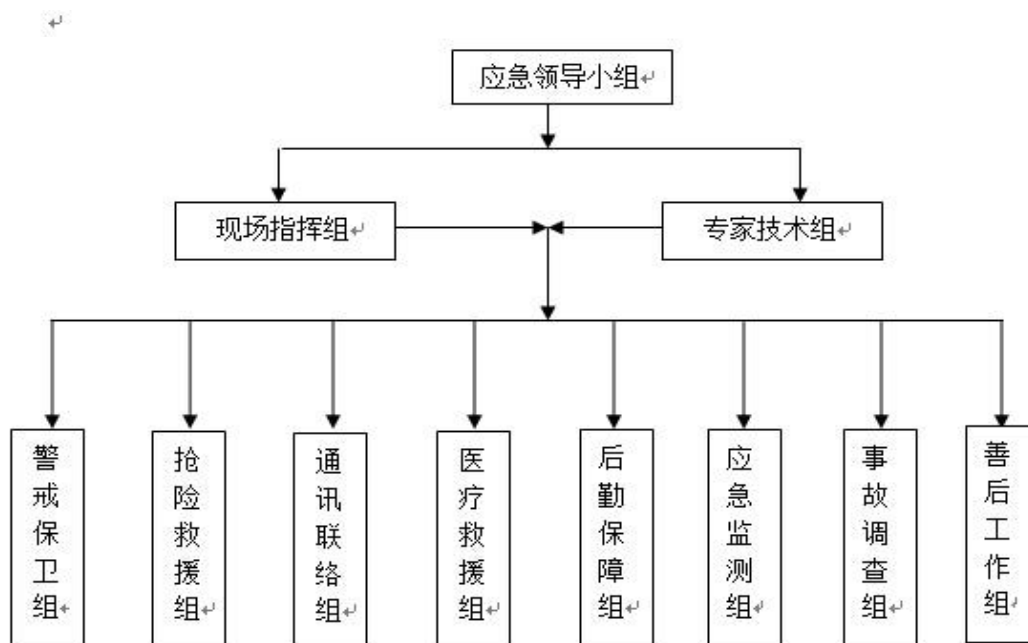 应急领导小组
现场指挥组
专家技术组
警戒保卫组
抢险救援组
通讯联络组
医疗救援组
后勤保障组
应急监测组
事故调查组
善后工作组